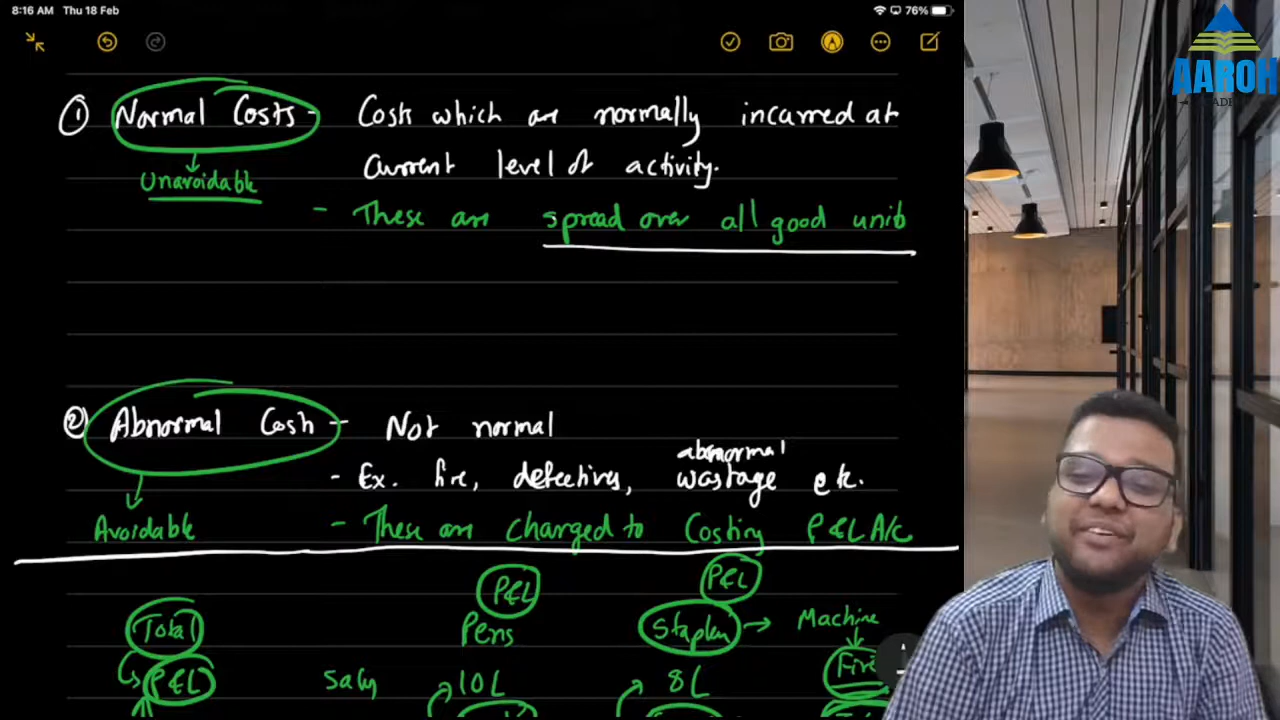 8:16 AM Thu 18 Feb
76%
AAROH
① Normal Costs - Costs which are normally incurred at
current level of activity.
Unavoidable
- These are spread over all good units
② Abnormal Costs - Not normal
abnormal
- Ex. fire, defectives, wastage etc.
Avoidable
- These are charged to Costing P&L A/c
P&L P&L
Total Pens Stapler → Machine
P&L 10L 8L Fire